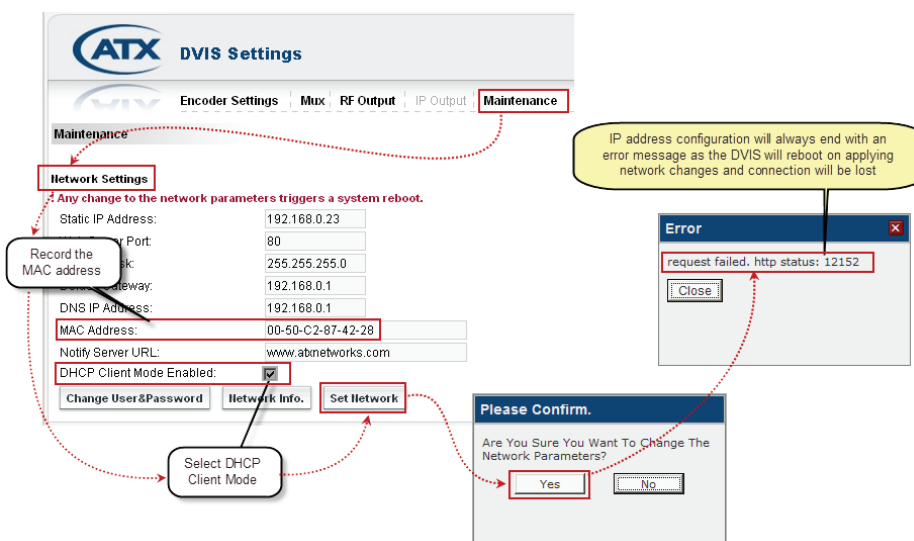 ATX DVIS Settings
Encoder Settings Mux RF Output IP Output Maintenance
Maintenance
Network Settings
Any change to the network parameters triggers a system reboot.
Static IP Address: 192.168.0.23
Port: 80
255.255.255.0
192.168.0.1
DNS IP Address: 192.168.0.1
MAC Address: 00-50-C2-87-42-28
Notify Server URL: www.atxnetworks.com
DHCP Client Mode Enabled:
Change User&Password Network Info. Set Network
Record the
MAC address
Select DHCP
Client Mode
Please Confirm.
Are You Sure You Want To Change The
Network Parameters?
Yes No
IP address configuration will always end with an
error message as the DVIS will reboot on applying
network changes and connection will be lost
Error
request failed. http status: 12152
Close